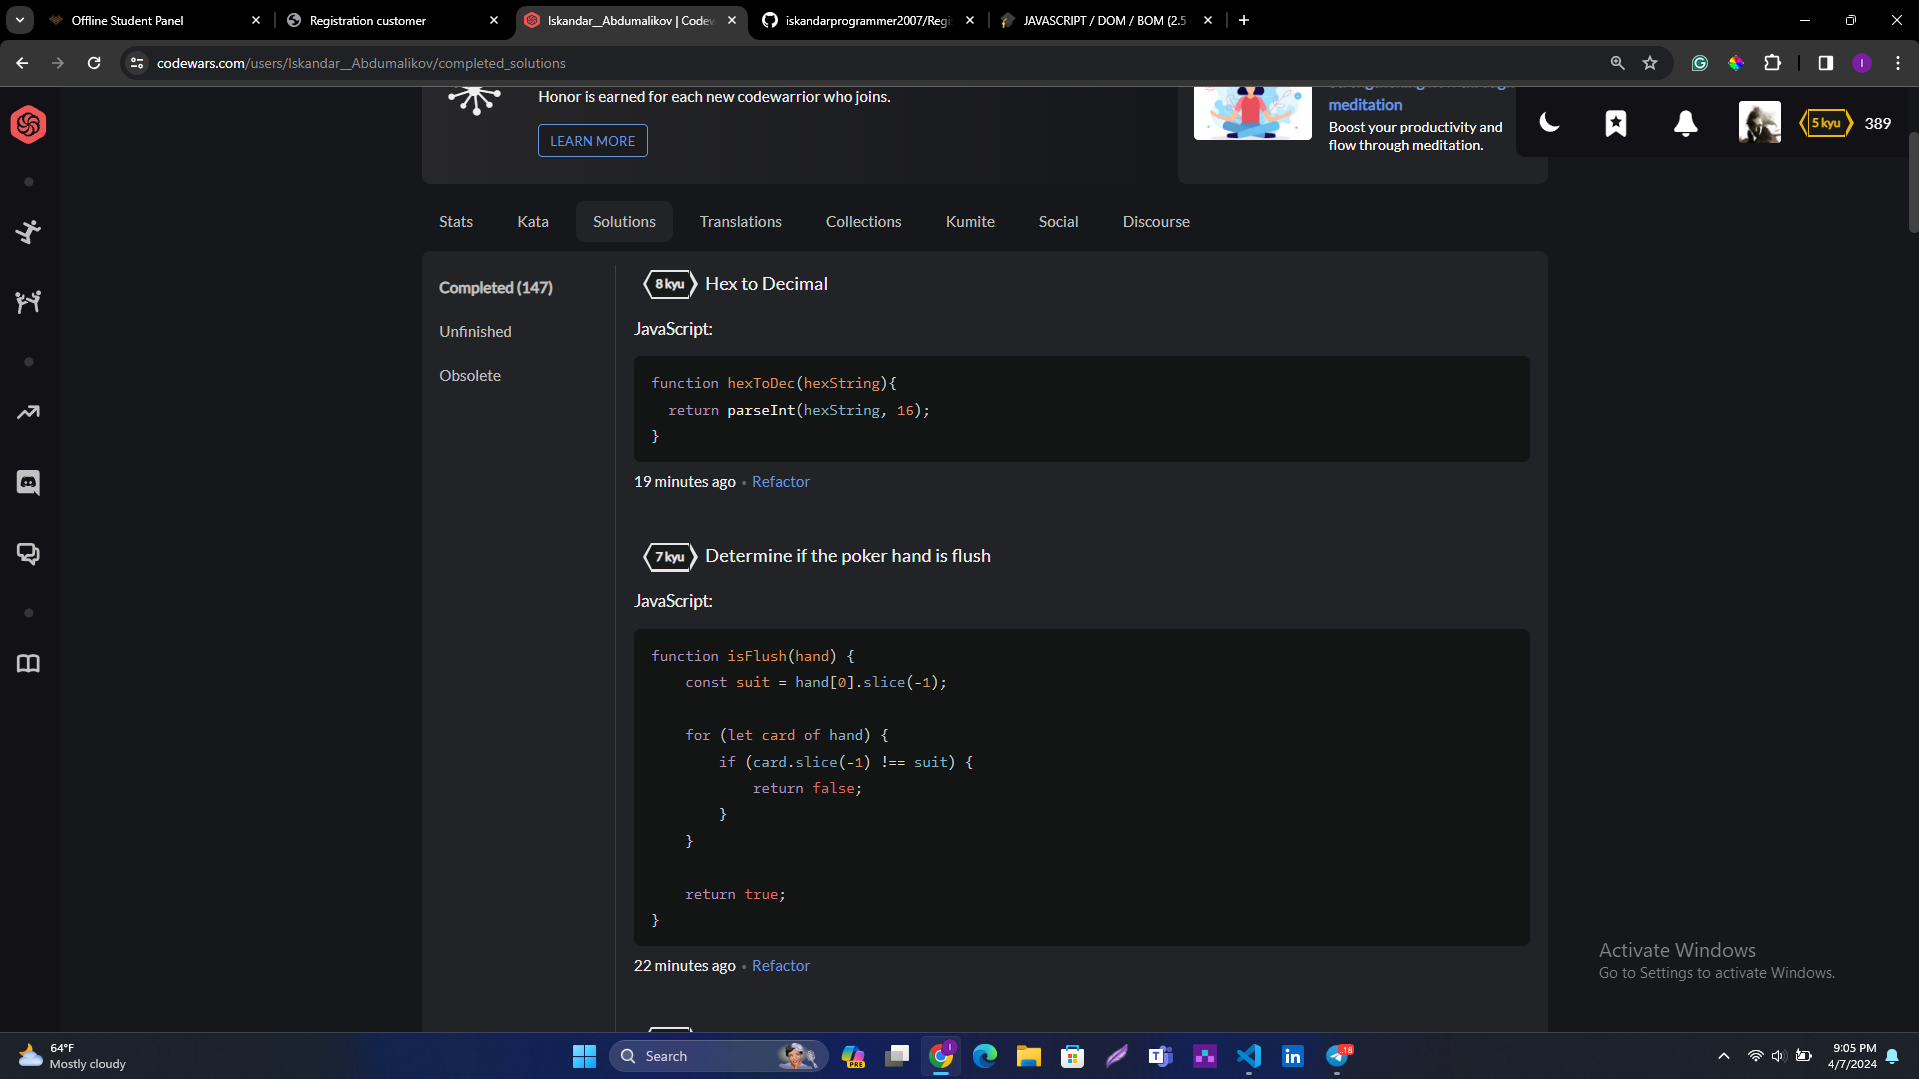 Offline Student Panel
Registration customer
Iskandar__Abdumalikov | Codew
iskandarprogrammer2007/Regi
JAVASCRIPT / DOM / BOM (2.5
codewars.com/users/Iskandar__Abdumalikov/completed_solutions
Honor is earned for each new codewarrior who joins.
LEARN MORE
meditation
Boost your productivity and
flow through meditation.
5 kyu
389
Stats
Kata
Solutions
Translations
Collections
Kumite
Social
Discourse
Completed (147)
Unfinished
Obsolete
8 kyu
Hex to Decimal
JavaScript:
function hexToDec(hexString){
  return parseInt(hexString, 16);
}
19 minutes ago • Refactor
7 kyu
Determine if the poker hand is flush
JavaScript:
function isFlush(hand) {
    const suit = hand[0].slice(-1);
    for (let card of hand) {
        if (card.slice(-1) !== suit) {
            return false;
        }
    }
    return true;
}
22 minutes ago • Refactor
Activate Windows
Go to Settings to activate Windows.
64°F
Mostly cloudy
Search
PRE
18
9:05 PM
4/7/2024